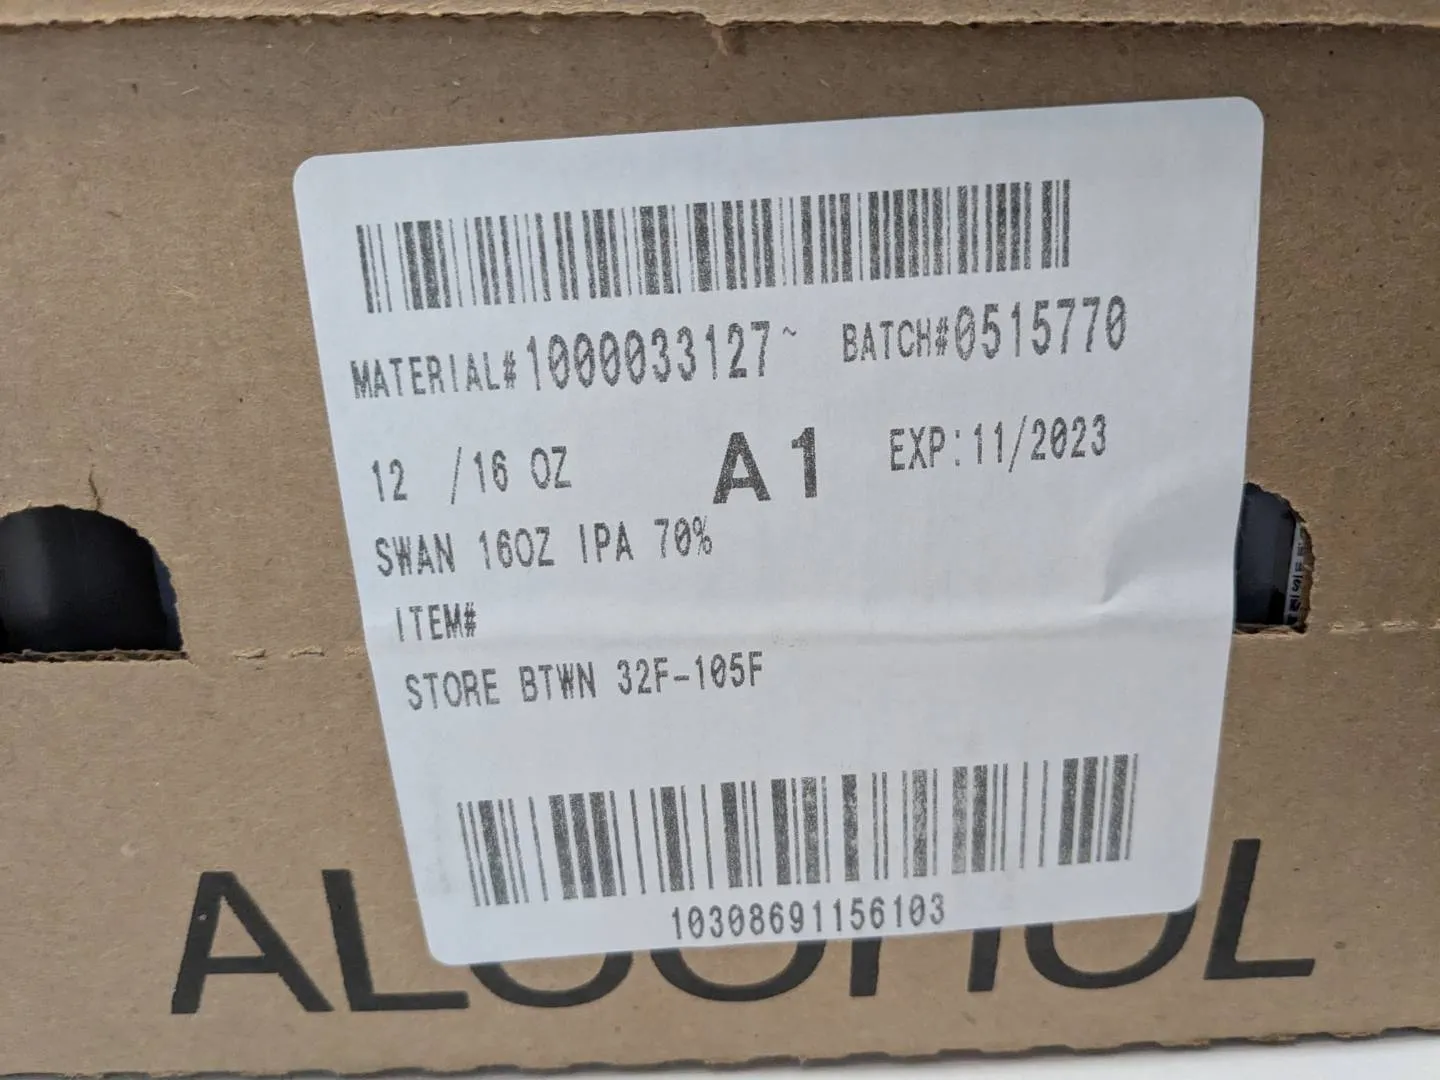 MATERIAL#1000033127~ BATCH#0515770
12 /16 OZ A1 EXP:11/2023
SWAN 16OZ IPA 70%
ITEM#
STORE BTWN 32F-105F
10308691156103
ALCOHOL